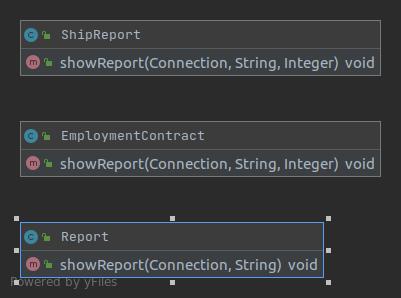 C ShipReport
m showReport(Connection, String, Integer) void
C EmploymentContract
m showReport(Connection, String, Integer) void
C Report
m showReport(Connection, String) void
Powered by yFiles